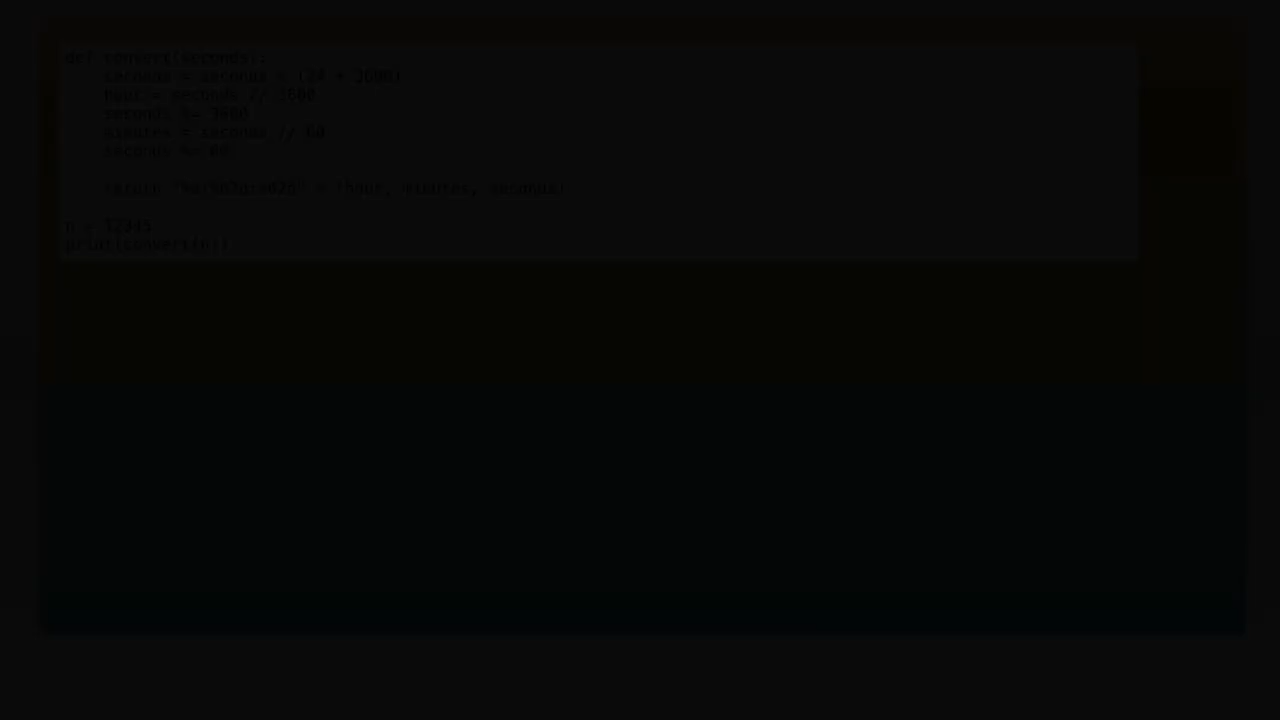 def convert(seconds):
seconds = seconds % (24 * 3600)
hour = seconds // 3600
seconds %= 3600
minutes = seconds // 60
seconds %= 60
return "%d:%02d:%02d" % (hour, minutes, seconds)
n = 12345
print(convert(n))